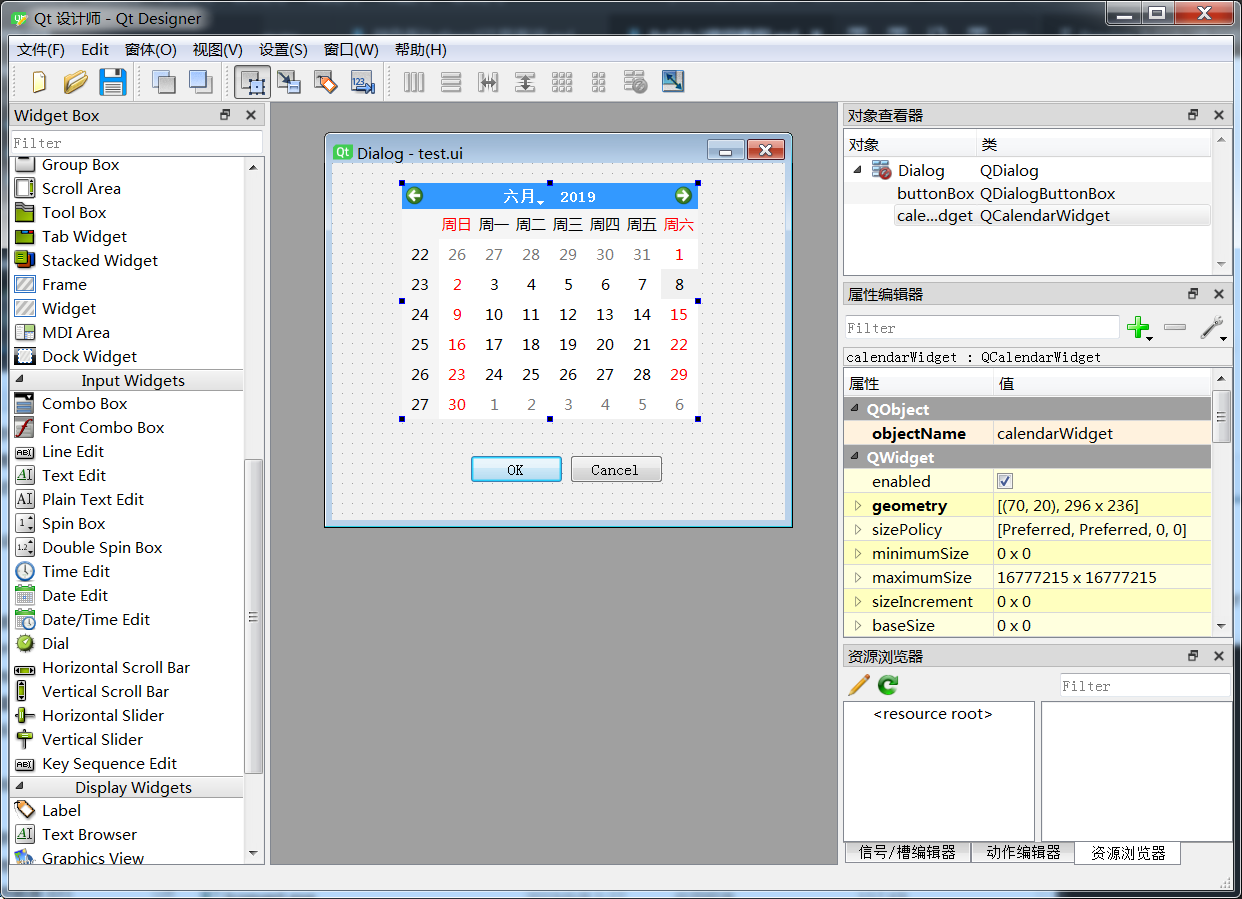 Qt 设计师 - Qt Designer
文件(F) Edit 窗体(O) 视图(V) 设置(S) 窗口(W) 帮助(H)
Widget Box
Filter
Group Box
Scroll Area
Tool Box
Tab Widget
Stacked Widget
Frame
Widget
MDI Area
Dock Widget
Input Widgets
Combo Box
Font Combo Box
Line Edit
Text Edit
Plain Text Edit
Spin Box
Double Spin Box
Time Edit
Date Edit
Date/Time Edit
Dial
Horizontal Scroll Bar
Vertical Scroll Bar
Horizontal Slider
Vertical Slider
Key Sequence Edit
Display Widgets
Label
Text Browser
Graphics View
Dialog - test.ui
六月 2019
周日 周一 周二 周三 周四 周五 周六
22 26 27 28 29 30 31 1
23 2 3 4 5 6 7 8
24 9 10 11 12 13 14 15
25 16 17 18 19 20 21 22
26 23 24 25 26 27 28 29
27 30 1 2 3 4 5 6
OK Cancel
对象查看器
对象 类
Dialog QDialog
buttonBox QDialogButtonBox
cale...dget QCalendarWidget
属性编辑器
Filter
calendarWidget : QCalendarWidget
属性 值
QObject
objectName calendarWidget
QWidget
enabled
geometry [(70, 20), 296 x 236]
sizePolicy [Preferred, Preferred, 0, 0]
minimumSize 0 x 0
maximumSize 16777215 x 16777215
sizeIncrement 0 x 0
baseSize 0 x 0
资源浏览器
Filter
<resource root>
信号/槽编辑器 动作编辑器 资源浏览器